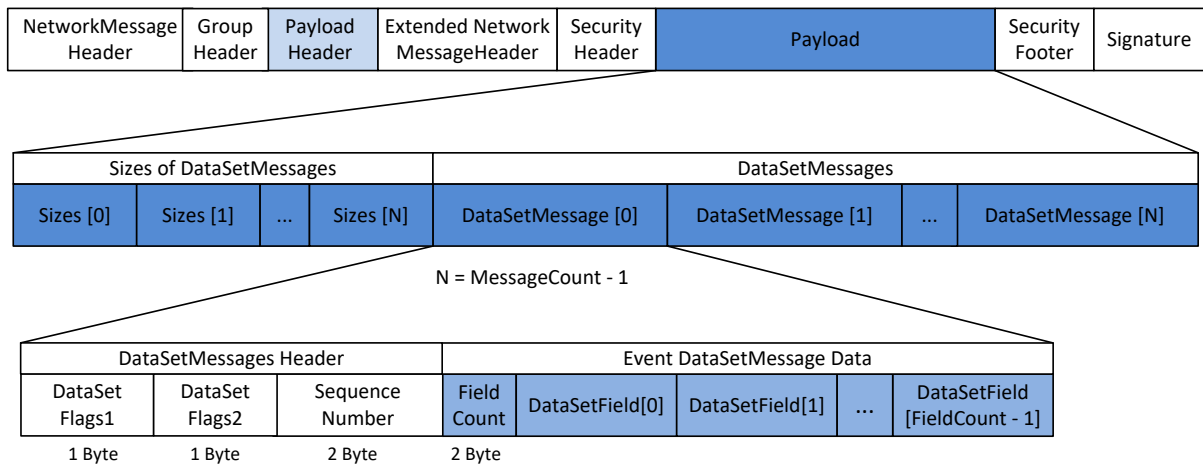 NetworkMessage
Header
Group
Header
Payload
Header
Extended Network
MessageHeader
Security
Header
Payload
Security
Footer
Signature
Sizes of DataSetMessages
DataSetMessages
Sizes [0]
Sizes [1]
...
Sizes [N]
DataSetMessage [0]
DataSetMessage [1]
...
DataSetMessage [N]
N = MessageCount - 1
DataSetMessages Header
Event DataSetMessage Data
DataSet
Flags1
DataSet
Flags2
Sequence
Number
Field
Count
DataSetField[0]
DataSetField[1]
...
DataSetField
[FieldCount - 1]
1 Byte
1 Byte
2 Byte
2 Byte